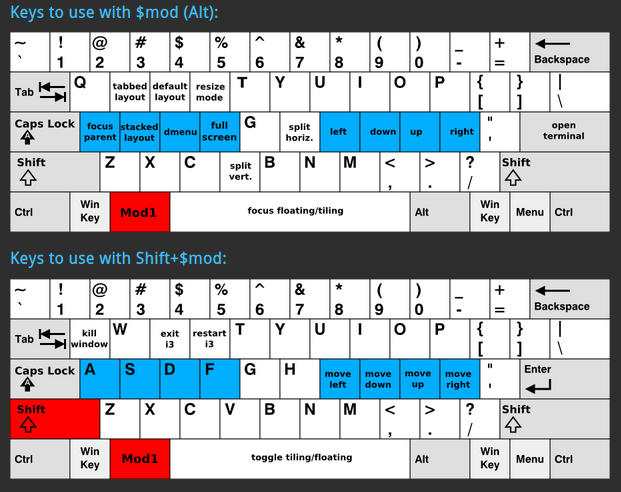 Keys to use with $mod (Alt):
~ ! @ # $ % ^ & * ( ) _ +
` 1 2 3 4 5 6 7 8 9 0 - = Backspace
Tab Q tabbed layout default layout resize mode T Y U I O P { [ } ] | \
Caps Lock focus parent stacked layout dmenu full screen G split horiz. left down up right " ' open terminal
Shift Z X C split vert. B N M < , > . ? / Shift
Ctrl Win Key Mod1 focus floating/tiling Alt Win Key Menu Ctrl
Keys to use with Shift+$mod:
~ ! @ # $ % ^ & * ( ) _ +
` 1 2 3 4 5 6 7 8 9 0 - = Backspace
Tab kill window W exit i3 restart i3 T Y U I O P { [ } ] | \
Caps Lock A S D F G H move left move down move up move right " ' Enter
Shift Z X C V B N M < , > . ? / Shift
Ctrl Win Key Mod1 toggle tiling/floating Alt Win Key Menu Ctrl